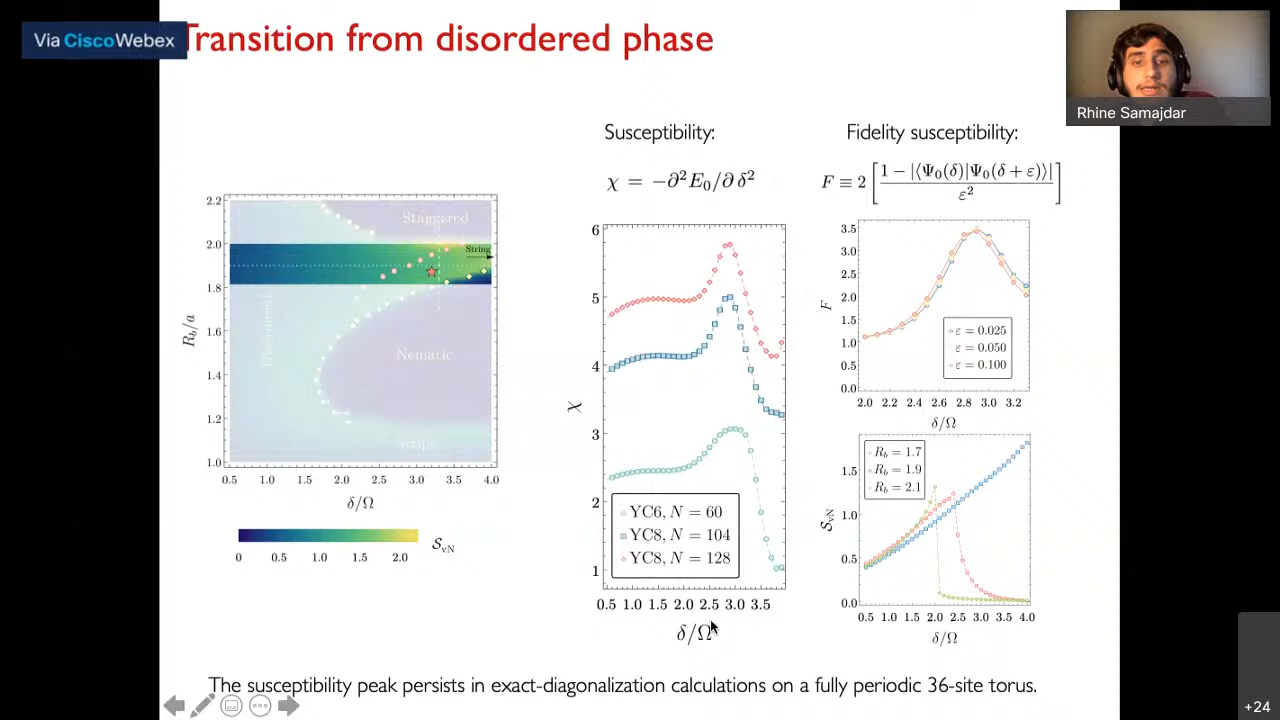 Via Cisco Webex
Transition from disordered phase
Rhine Samajdar
Susceptibility:
χ = −∂²E₀/∂ δ²
Fidelity susceptibility:
F ≡ 2 [ 1 − |⟨Ψ₀(δ)|Ψ₀(δ + ε)⟩| / ε² ]
2.2
2.0
1.8
1.6
1.4
1.2
1.0
R_b/a
Staggered
String
Nematic
0.5 1.0 1.5 2.0 2.5 3.0 3.5 4.0
δ/Ω
0 0.5 1.0 1.5 2.0
S_vN
6
5
4
3
2
1
χ
YC6, N = 60
YC8, N = 104
YC8, N = 128
0.5 1.0 1.5 2.0 2.5 3.0 3.5
δ/Ω
3.5
3.0
2.5
2.0
1.5
1.0
0.5
0.0
F
ε = 0.025
ε = 0.050
ε = 0.100
2.0 2.2 2.4 2.6 2.8 3.0 3.2
δ/Ω
1.5
1.0
0.5
0.0
S_vN
R_b = 1.7
R_b = 1.9
R_b = 2.1
0.5 1.0 1.5 2.0 2.5 3.0 3.5 4.0
δ/Ω
The susceptibility peak persists in exact-diagonalization calculations on a fully periodic 36-site torus.
+24